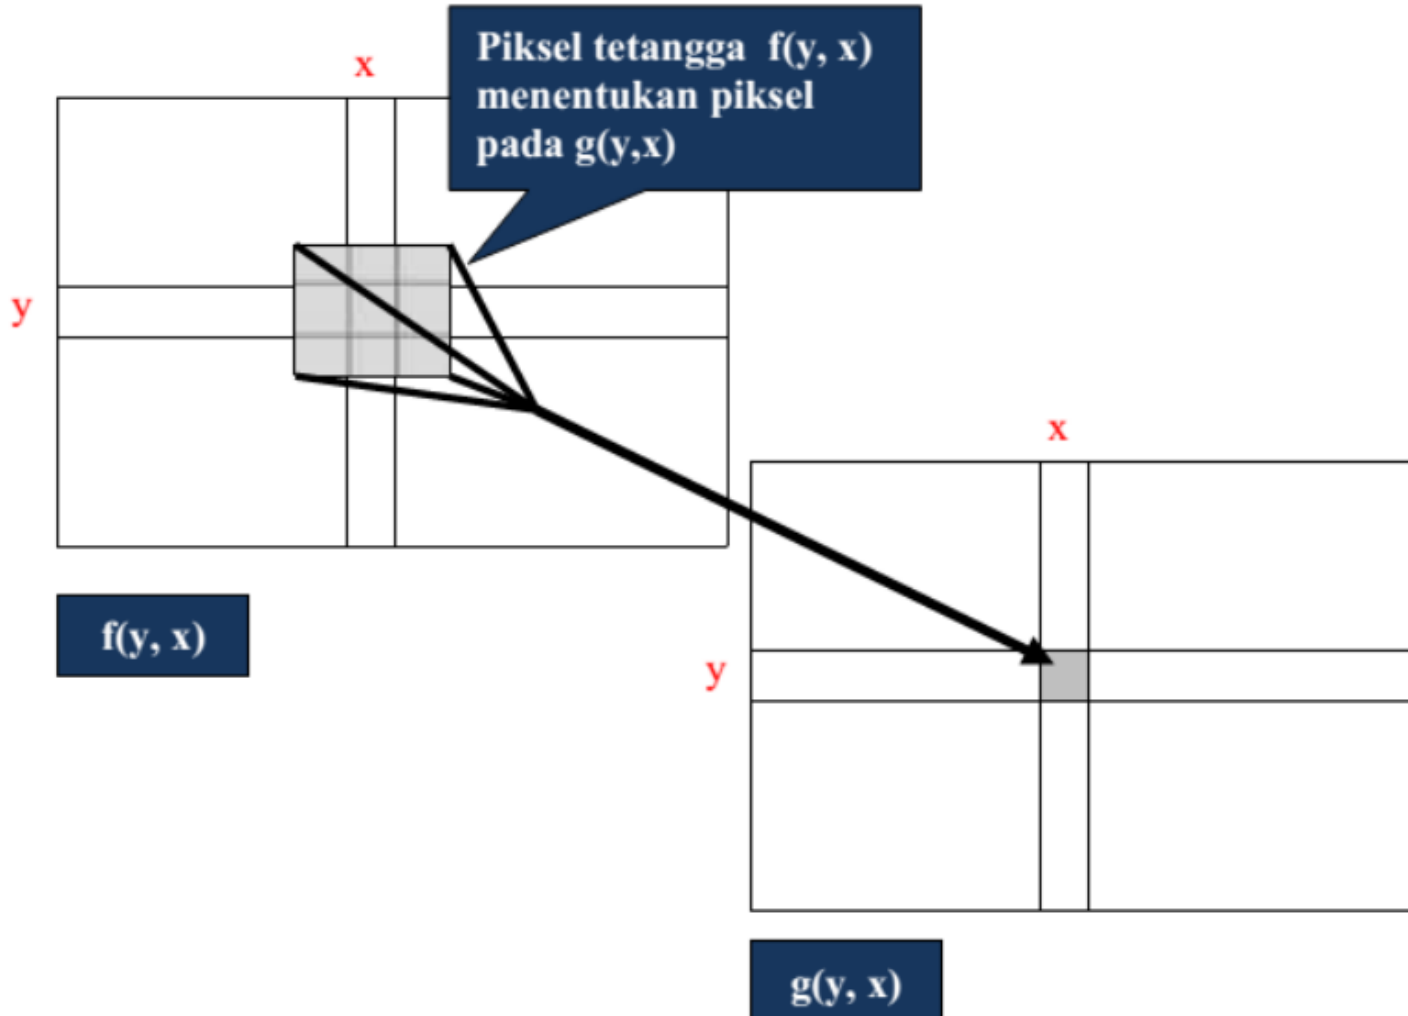 x
Piksel tetangga  f(y, x)
menentukan piksel
pada g(y,x)
y
f(y, x)
x
y
g(y, x)